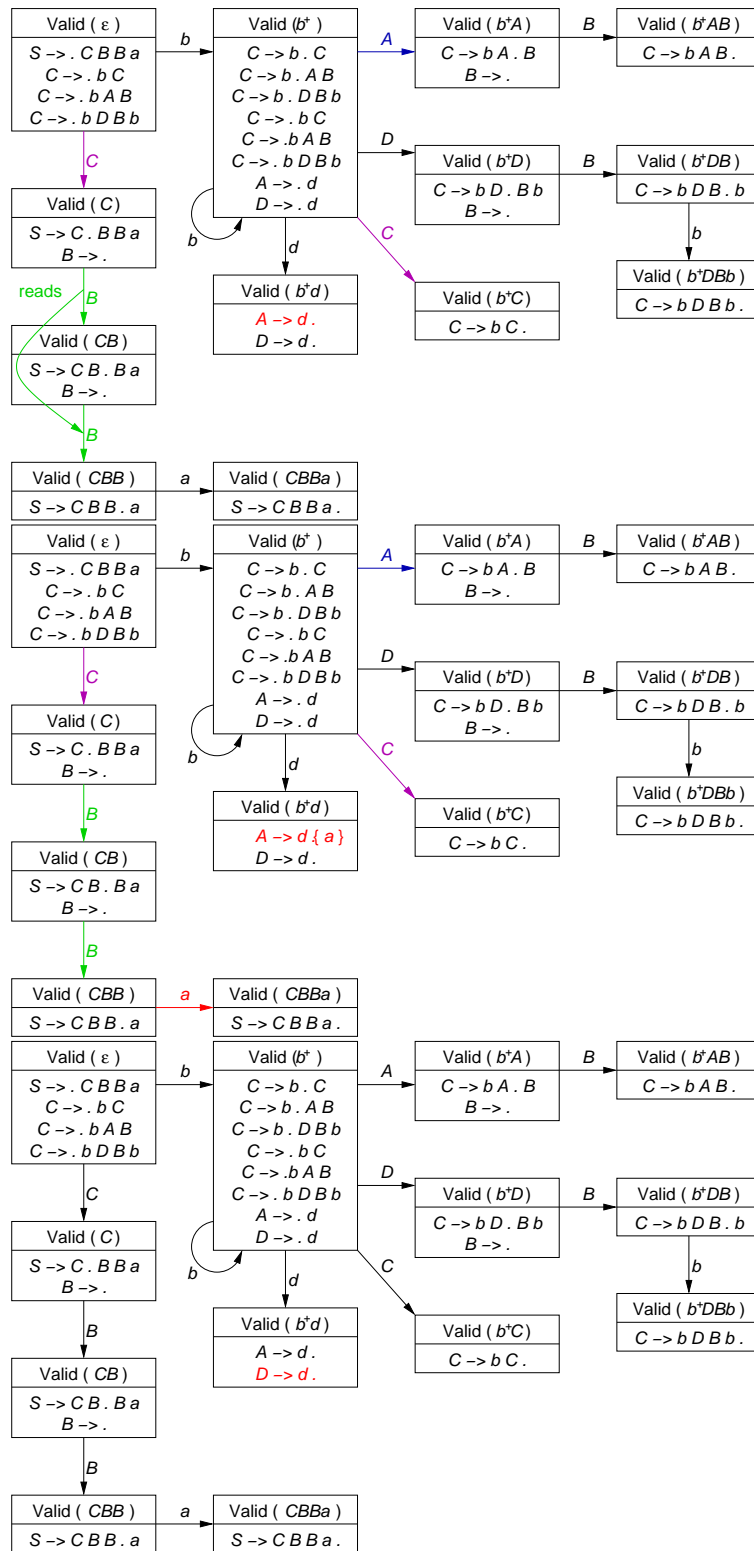 Valid ( ε )
S −> . C B B a
C −> . b C
C −> . b A B
C −> . b D B b
b
Valid (b⁺ )
C −> b . C
C −> b . A B
C −> b . D B b
C −> . b C
C −> .b A B
C −> . b D B b
A −> . d
D −> . d
A
Valid ( b⁺A )
C −> b A . B
B −> .
B
Valid ( b⁺AB )
C −> b A B .
D
Valid ( b⁺D )
C −> b D . B b
B −> .
B
Valid ( b⁺DB )
C −> b D B . b
b
Valid ( b⁺DBb )
C −> b D B b .
C
Valid ( b⁺C )
C −> b C .
b
d
Valid ( b⁺d )
A −> d .
D −> d .
C
Valid ( C )
S −> C . B B a
B −> .
reads
B
Valid ( CB )
S −> C B . B a
B −> .
B
Valid ( CBB )
S −> C B B . a
a
Valid ( CBBa )
S −> C B B a .
Valid ( ε )
S −> . C B B a
C −> . b C
C −> . b A B
C −> . b D B b
b
Valid (b⁺ )
C −> b . C
C −> b . A B
C −> b . D B b
C −> . b C
C −> .b A B
C −> . b D B b
A −> . d
D −> . d
A
Valid ( b⁺A )
C −> b A . B
B −> .
B
Valid ( b⁺AB )
C −> b A B .
D
Valid ( b⁺D )
C −> b D . B b
B −> .
B
Valid ( b⁺DB )
C −> b D B . b
b
Valid ( b⁺DBb )
C −> b D B b .
C
Valid ( b⁺C )
C −> b C .
b
d
Valid ( b⁺d )
A −> d .{ a }
D −> d .
C
Valid ( C )
S −> C . B B a
B −> .
B
Valid ( CB )
S −> C B . B a
B −> .
B
Valid ( CBB )
S −> C B B . a
a
Valid ( CBBa )
S −> C B B a .
Valid ( ε )
S −> . C B B a
C −> . b C
C −> . b A B
C −> . b D B b
b
Valid (b⁺ )
C −> b . C
C −> b . A B
C −> b . D B b
C −> . b C
C −> .b A B
C −> . b D B b
A −> . d
D −> . d
A
Valid ( b⁺A )
C −> b A . B
B −> .
B
Valid ( b⁺AB )
C −> b A B .
D
Valid ( b⁺D )
C −> b D . B b
B −> .
B
Valid ( b⁺DB )
C −> b D B . b
b
Valid ( b⁺DBb )
C −> b D B b .
C
Valid ( b⁺C )
C −> b C .
b
d
Valid ( b⁺d )
A −> d .
D −> d .
C
Valid ( C )
S −> C . B B a
B −> .
B
Valid ( CB )
S −> C B . B a
B −> .
B
Valid ( CBB )
S −> C B B . a
a
Valid ( CBBa )
S −> C B B a .